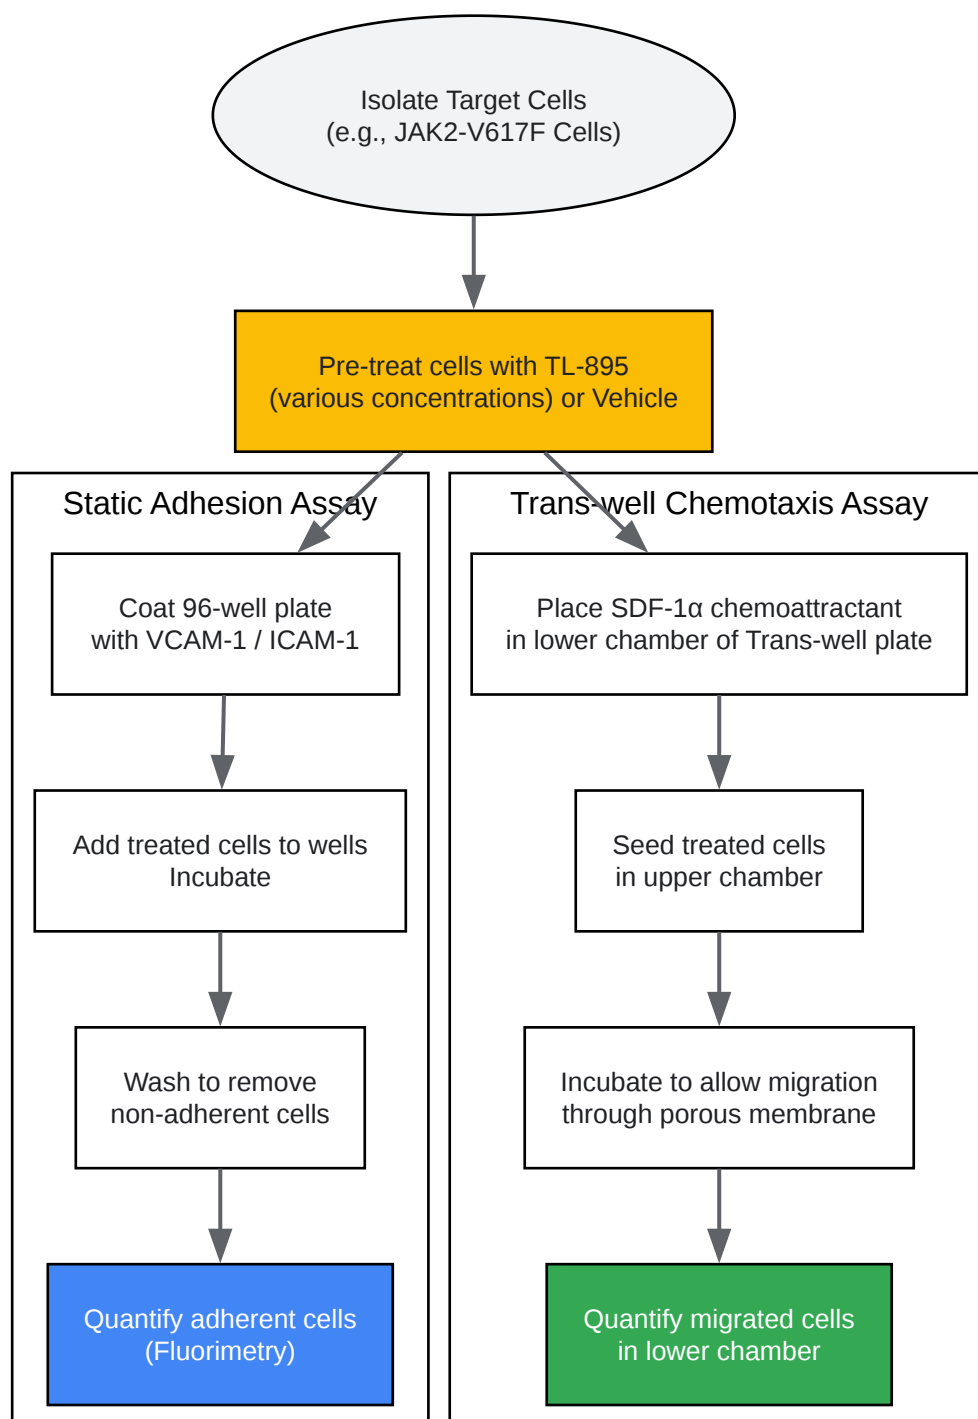 Isolate Target Cells
(e.g., JAK2-V617F Cells)
Pre-treat cells with TL-895
(various concentrations) or Vehicle
Static Adhesion Assay
Coat 96-well plate
with VCAM-1 / ICAM-1
Add treated cells to wells
Incubate
Wash to remove
non-adherent cells
Quantify adherent cells
(Fluorimetry)
Trans-well Chemotaxis Assay
Place SDF-1α chemoattractant
in lower chamber of Trans-well plate
Seed treated cells
in upper chamber
Incubate to allow migration
through porous membrane
Quantify migrated cells
in lower chamber